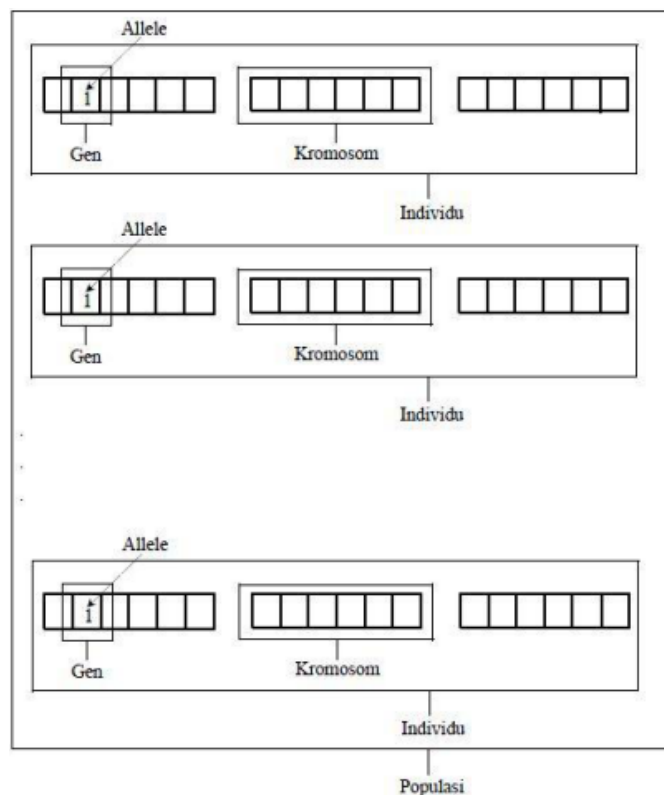 Allele
1
Gen
Kromosom
Individu
Allele
1
Gen
Kromosom
Individu
.
.
.
Allele
1
Gen
Kromosom
Individu
Populasi